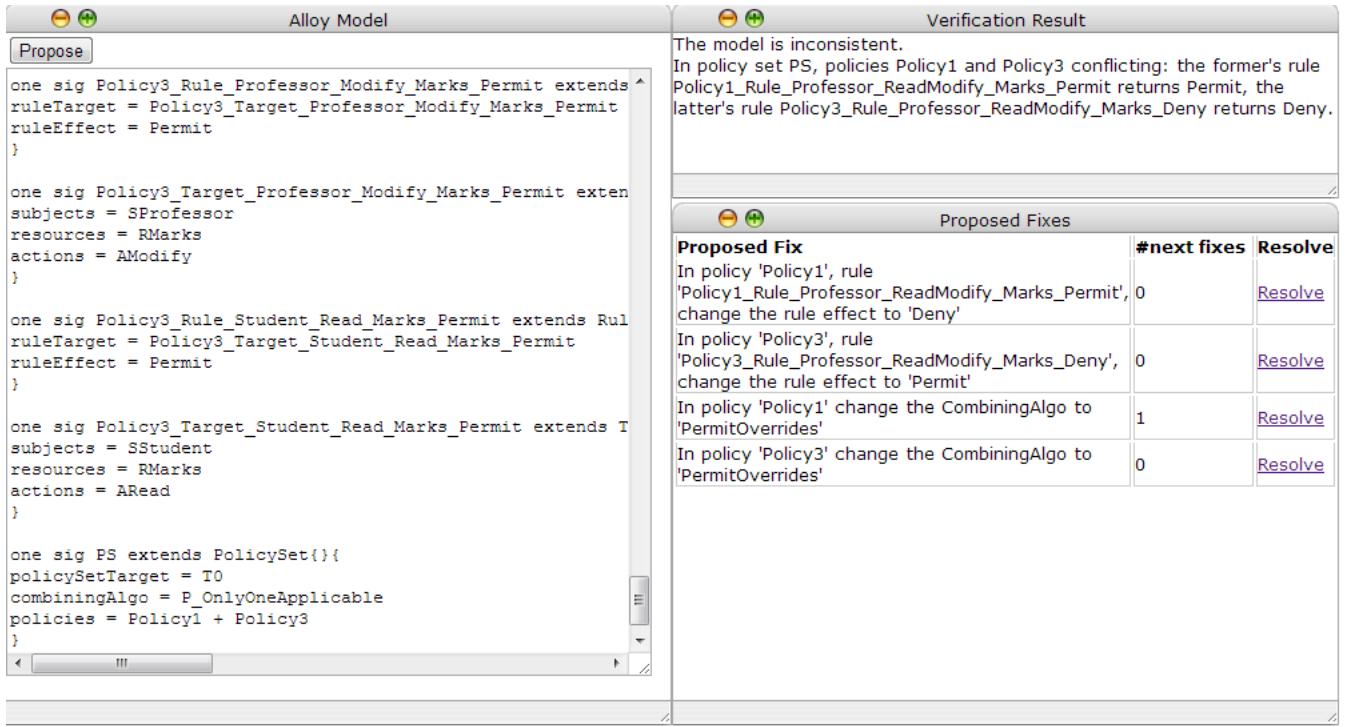 Alloy Model
Propose
one sig Policy3_Rule_Professor_Modify_Marks_Permit extends
ruleTarget = Policy3_Target_Professor_Modify_Marks_Permit
ruleEffect = Permit
}
one sig Policy3_Target_Professor_Modify_Marks_Permit exten
subjects = SProfessor
resources = RMarks
actions = AModify
}
one sig Policy3_Rule_Student_Read_Marks_Permit extends Rul
ruleTarget = Policy3_Target_Student_Read_Marks_Permit
ruleEffect = Permit
}
one sig Policy3_Target_Student_Read_Marks_Permit extends T
subjects = SStudent
resources = RMarks
actions = ARead
}
one sig PS extends PolicySet{}{
policySetTarget = T0
combiningAlgo = P_OnlyOneApplicable
policies = Policy1 + Policy3
}
Verification Result
The model is inconsistent.
In policy set PS, policies Policy1 and Policy3 conflicting: the former's rule
Policy1_Rule_Professor_ReadModify_Marks_Permit returns Permit, the
latter's rule Policy3_Rule_Professor_ReadModify_Marks_Deny returns Deny.
Proposed Fixes
Proposed Fix #next fixes Resolve
In policy 'Policy1', rule
'Policy1_Rule_Professor_ReadModify_Marks_Permit', 0 Resolve
change the rule effect to 'Deny'
In policy 'Policy3', rule
'Policy3_Rule_Professor_ReadModify_Marks_Deny', 0 Resolve
change the rule effect to 'Permit'
In policy 'Policy1' change the CombiningAlgo to
'PermitOverrides' 1 Resolve
In policy 'Policy3' change the CombiningAlgo to
'PermitOverrides' 0 Resolve